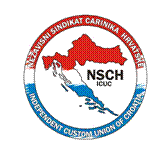 NEZAVISNI SINDIKAT CARINIKA HRVATSKE
NSCH
ICUC
INDEPENDENT CUSTOM UNION OF CROATIA